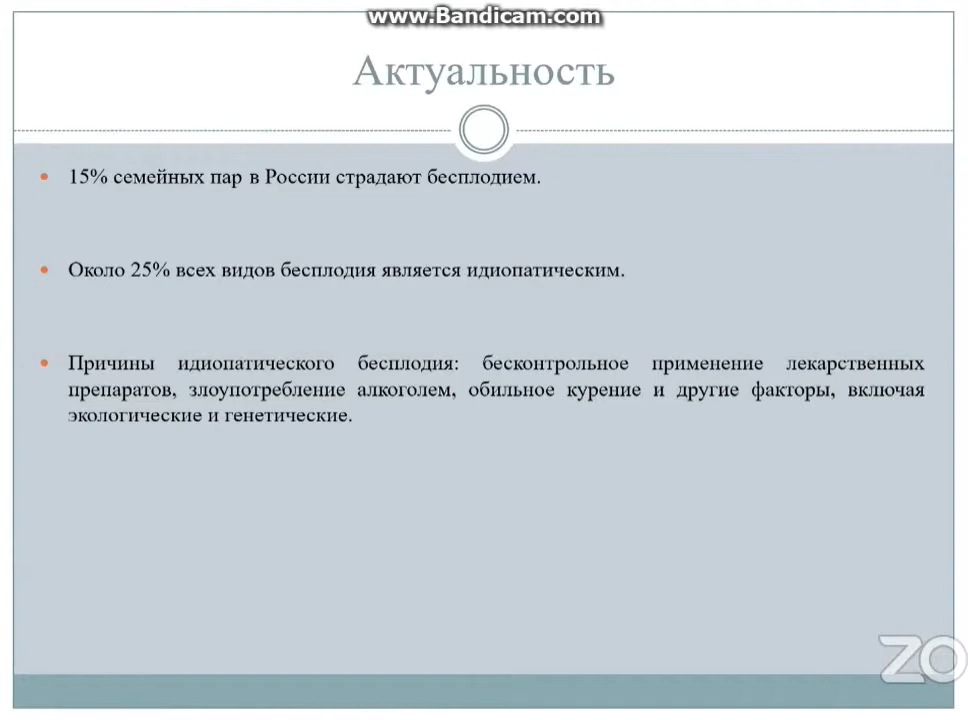 www.Bandicam.com
Актуальность
• 15% семейных пар в России страдают бесплодием.
• Около 25% всех видов бесплодия является идиопатическим.
• Причины идиопатического бесплодия: бесконтрольное применение лекарственных
препаратов, злоупотребление алкоголем, обильное курение и другие факторы, включая
экологические и генетические.
ZO